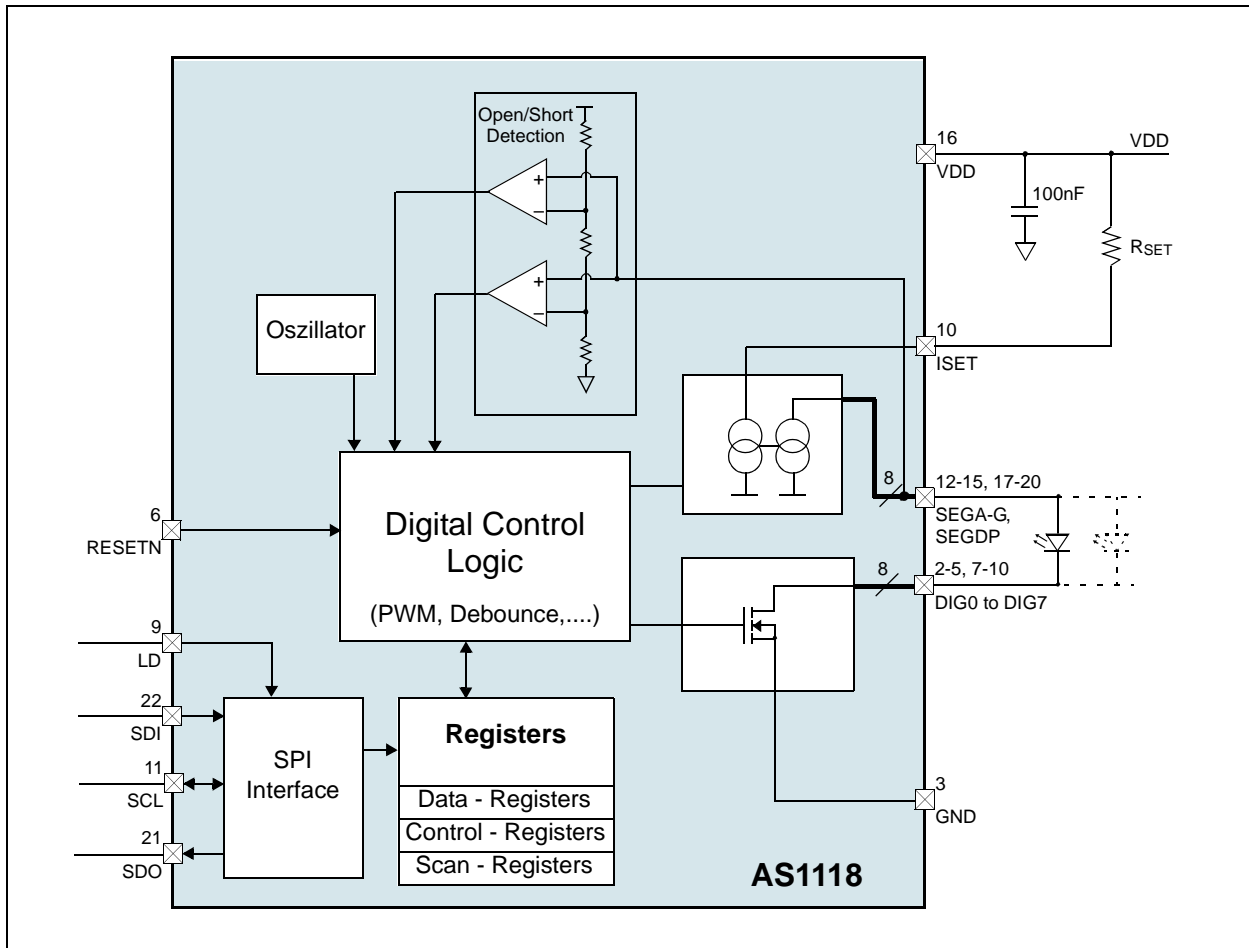 Open/Short
Detection
+
–
+
–
Oszillator
16
VDD
VDD
100nF
RSET
10
ISET
Digital Control
Logic
(PWM, Debounce,....)
8
12-15, 17-20
SEGA-G,
SEGDP
8
2-5, 7-10
DIG0 to DIG7
6
RESETN
9
LD
22
SDI
11
SCL
21
SDO
SPI
Interface
Registers
Data - Registers
Control - Registers
Scan - Registers
3
GND
AS1118